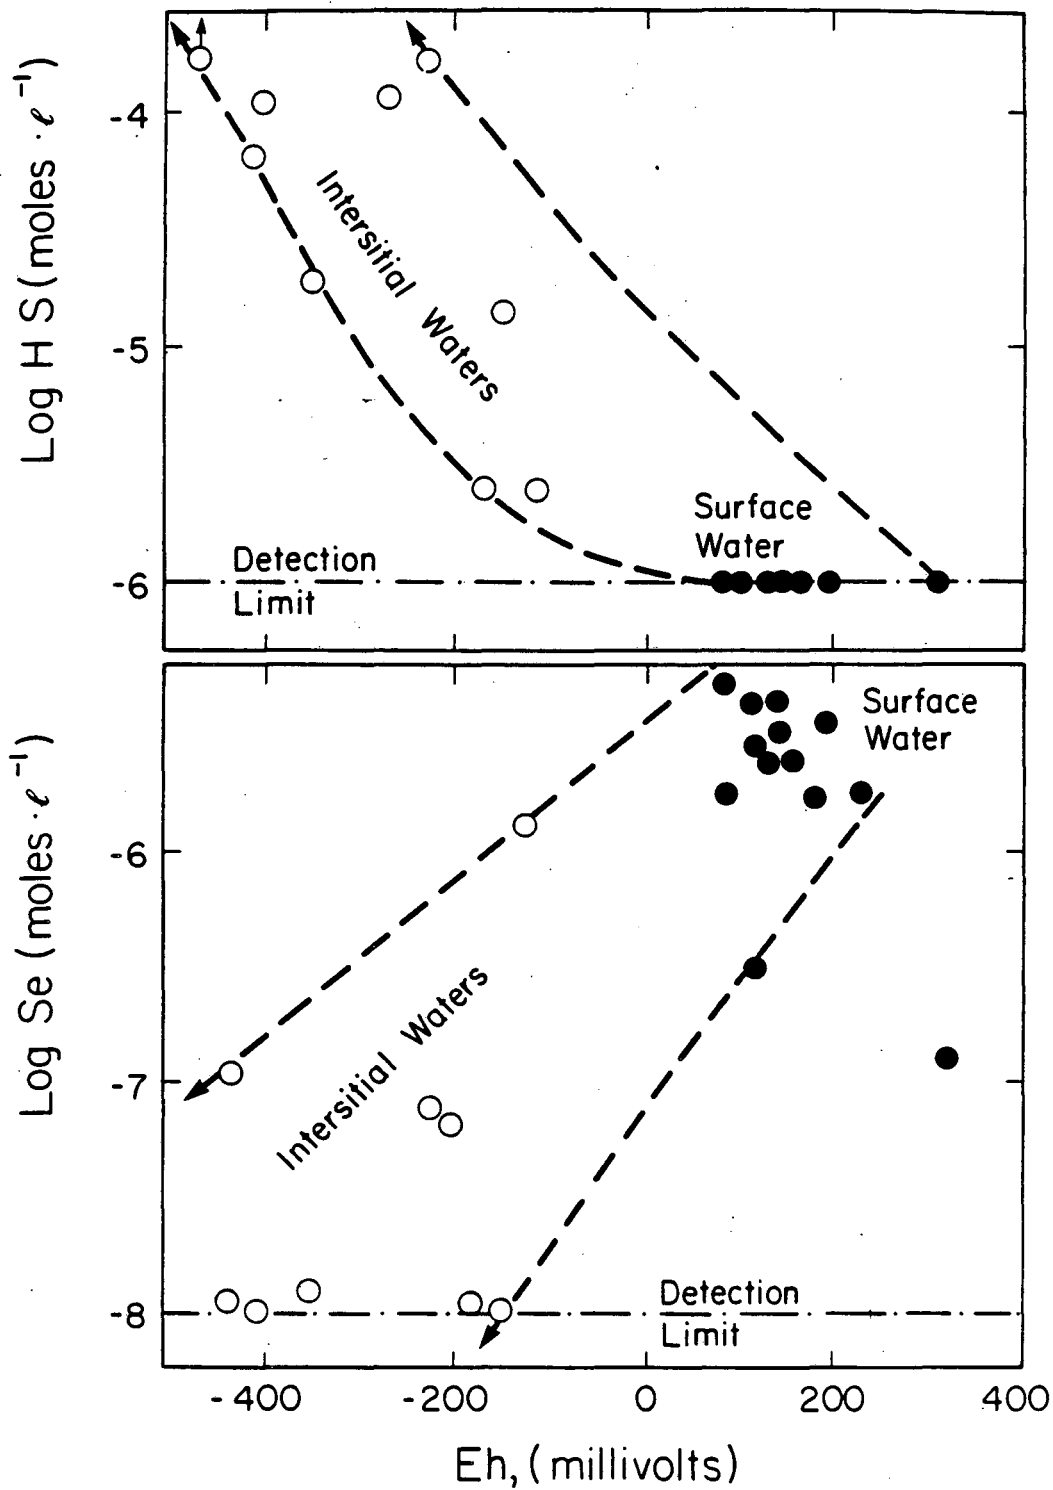 Log H S (moles · ℓ⁻¹)
-4
-5
-6
Intersitial Waters
Surface
Water
Detection
Limit
Log Se (moles · ℓ⁻¹)
-6
-7
-8
Surface
Water
Intersitial Waters
Detection
Limit
-400
-200
0
200
400
Eh, (millivolts)